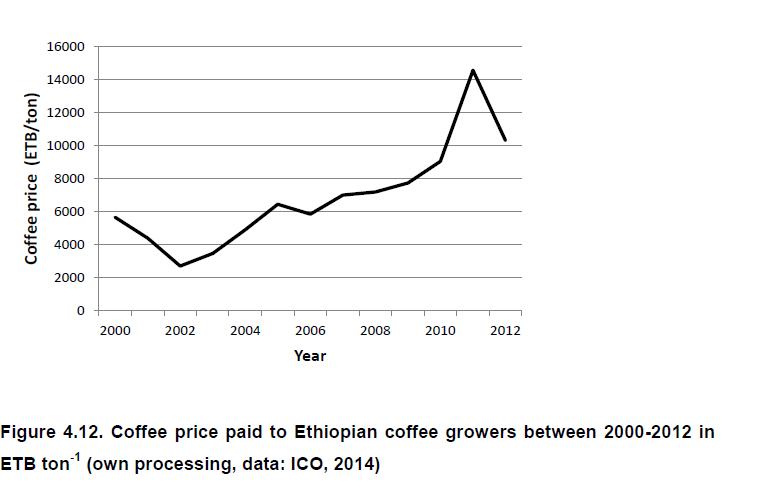 16000
14000
12000
10000
8000
6000
4000
2000
0
Coffee price (ETB/ton)
2000 2002 2004 2006 2008 2010 2012
Year
Figure 4.12. Coffee price paid to Ethiopian coffee growers between 2000-2012 in
ETB ton⁻¹ (own processing, data: ICO, 2014)